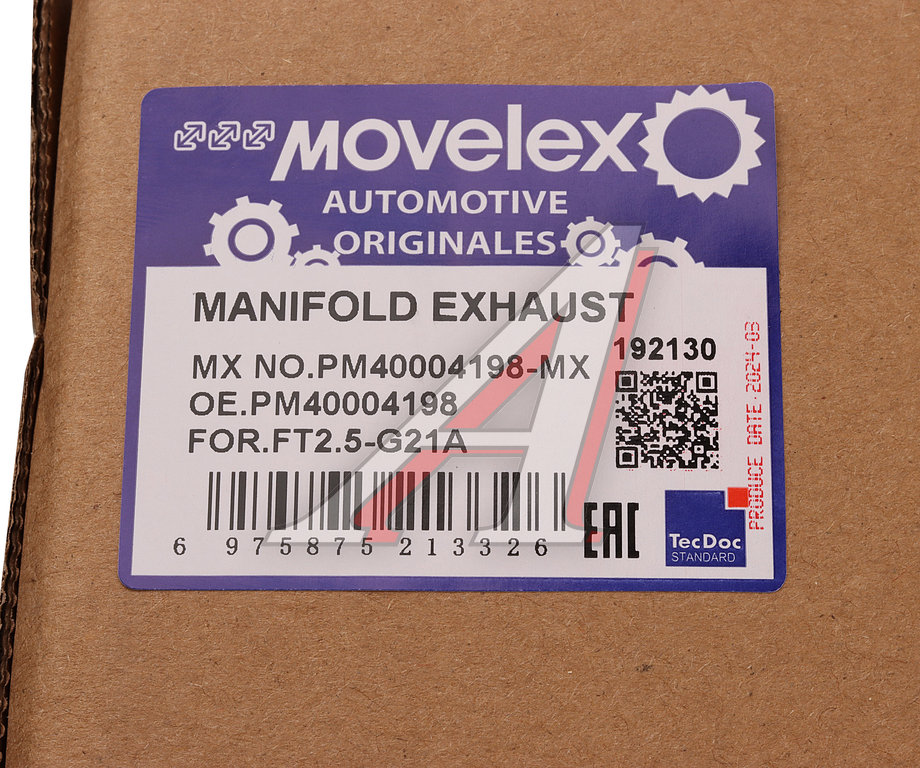 MOVELEX
AUTOMOTIVE
ORIGINALES
MANIFOLD EXHAUST
MX NO.PM40004198-MX
192130
OE.PM40004198
FOR.FT2.5-G21A
PRODUCE DATE·2024-03
6 975875 213326
EAC
TecDoc
STANDARD